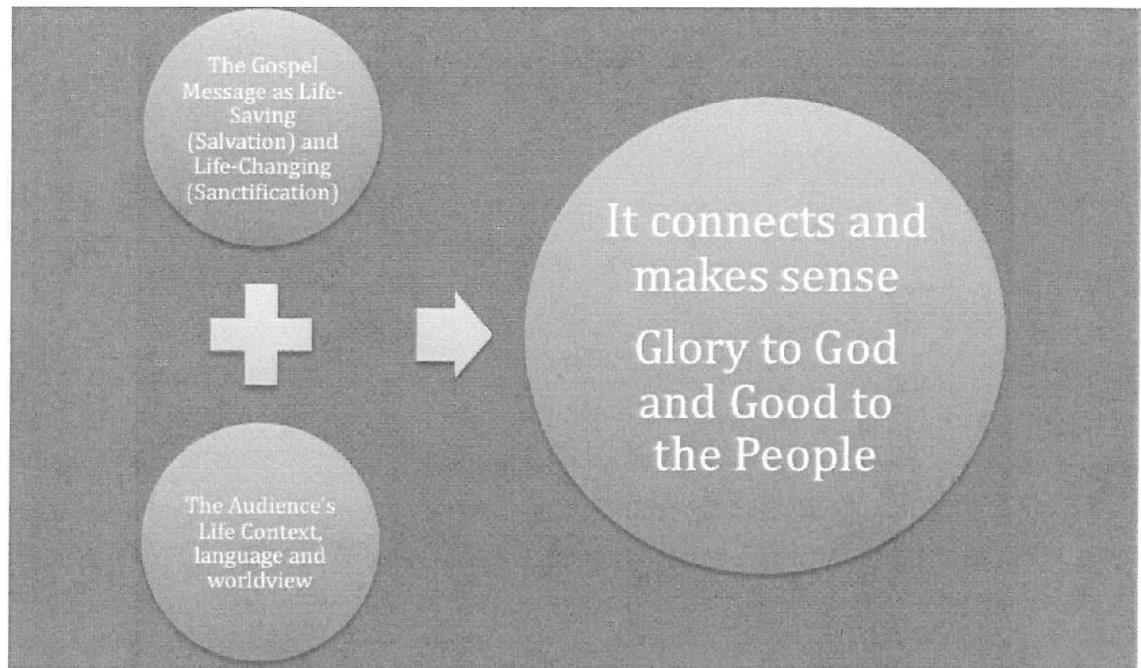 The Gospel
Message as Life-
Saving
(Salvation) and
Life-Changing
(Sanctification)
The Audience's
Life Context,
language and
worldview
It connects and
makes sense
Glory to God
and Good to
the People